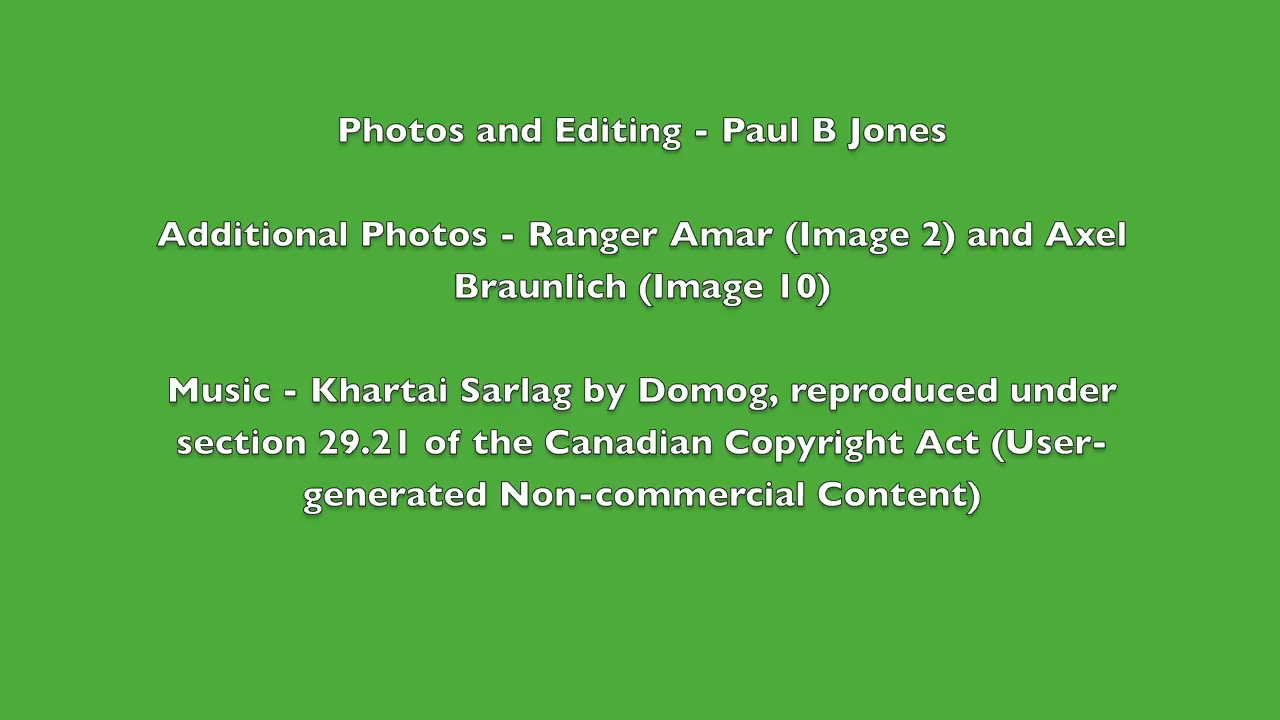 Photos and Editing - Paul B Jones
Additional Photos - Ranger Amar (Image 2) and Axel
Braunlich (Image 10)
Music - Khartai Sarlag by Domog, reproduced under
section 29.21 of the Canadian Copyright Act (User-
generated Non-commercial Content)